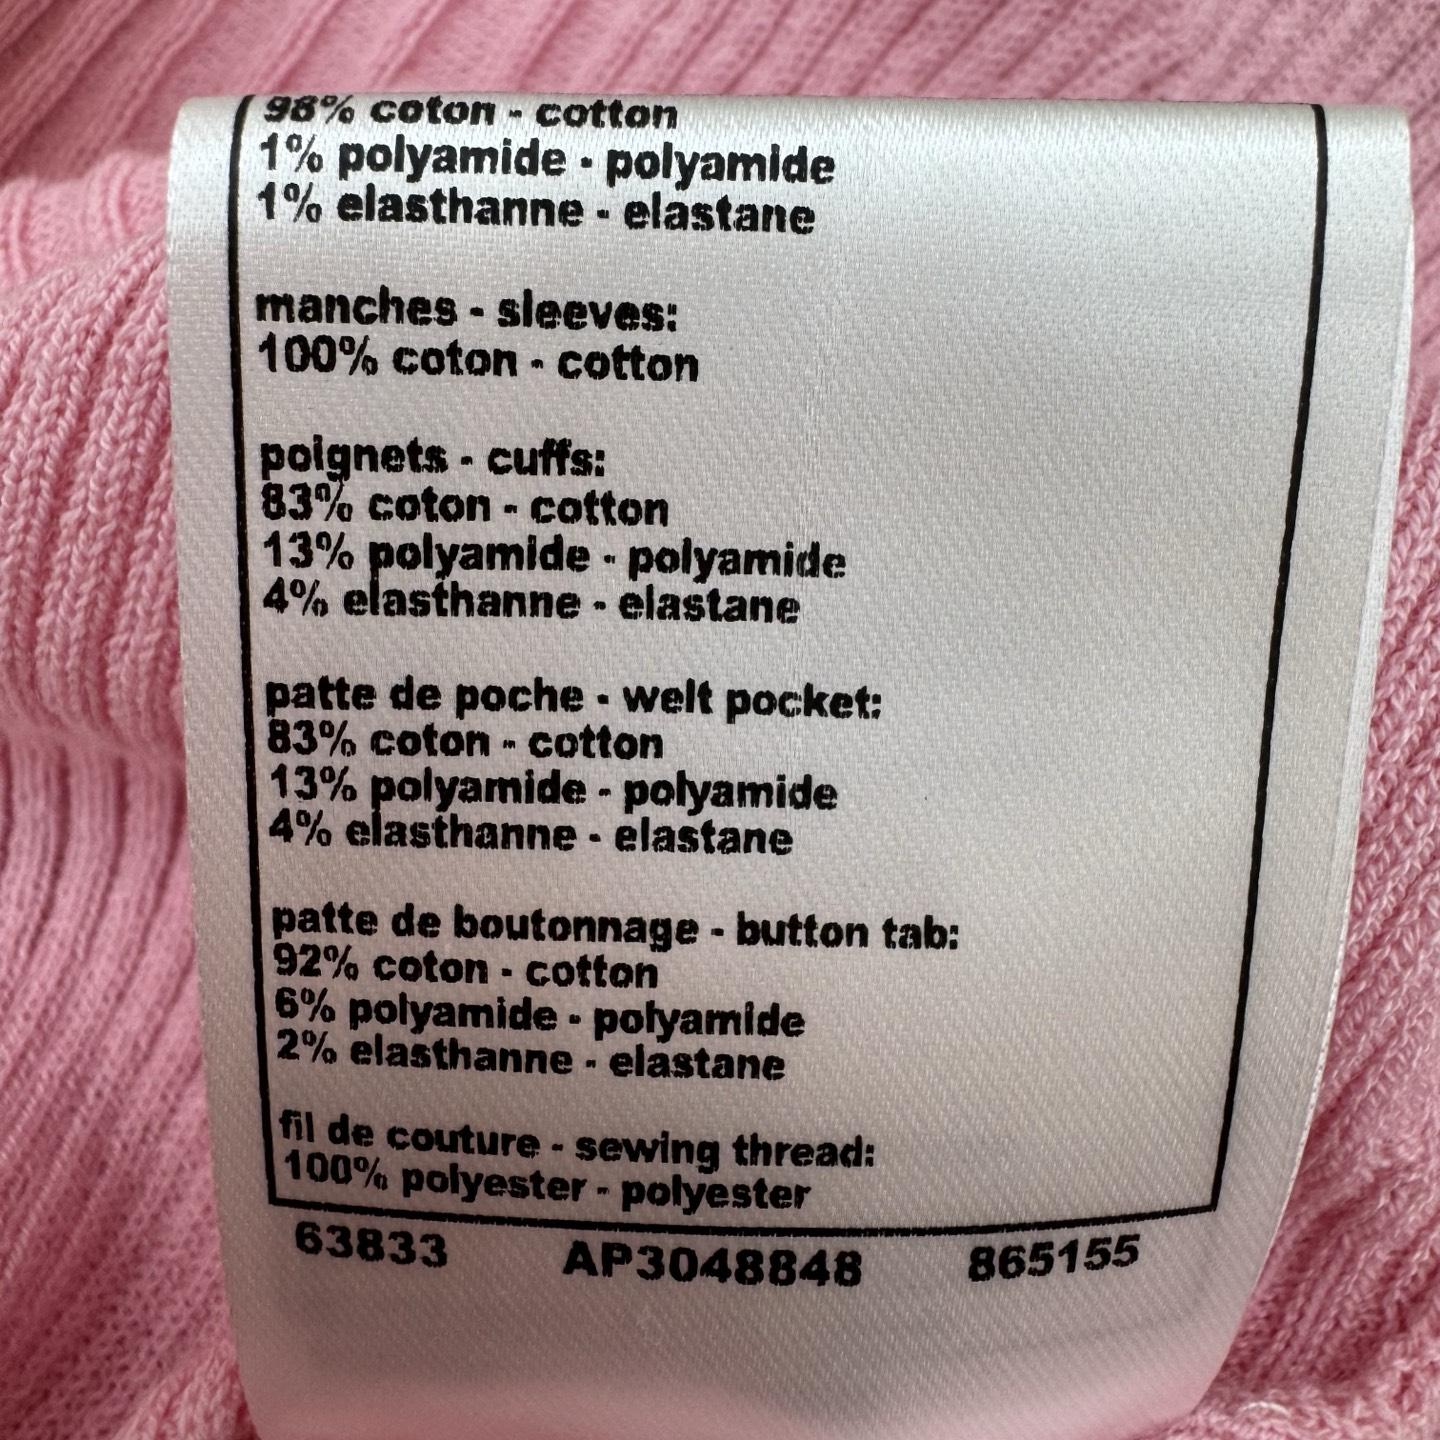 98% coton - cotton
1% polyamide - polyamide
1% elasthanne - elastane
manches - sleeves:
100% coton - cotton
poignets - cuffs:
83% coton - cotton
13% polyamide - polyamide
4% elasthanne - elastane
patte de poche - welt pocket:
83% coton - cotton
13% polyamide - polyamide
4% elasthanne - elastane
patte de boutonnage - button tab:
92% coton - cotton
6% polyamide - polyamide
2% elasthanne - elastane
fil de couture - sewing thread:
100% polyester - polyester
63833 AP3048848 865155